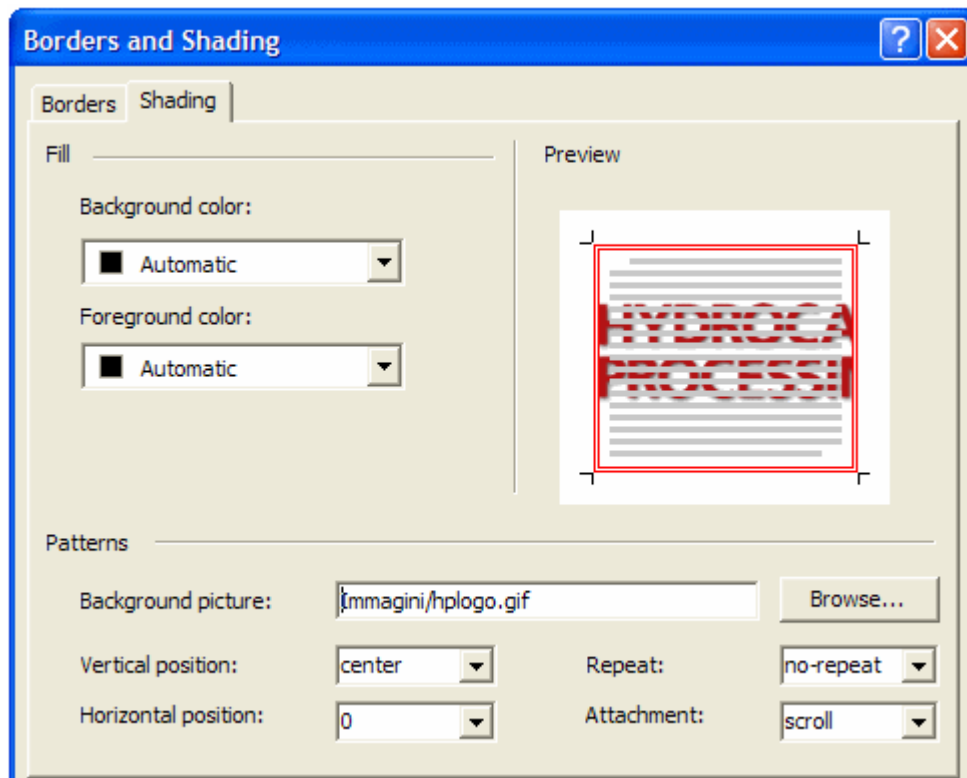 Borders and Shading
Borders Shading
Fill
Preview
Background color:
Automatic
Foreground color:
Automatic
HYDROCA
PROCESSIN
Patterns
Background picture: Immagini/hplogo.gif Browse...
Vertical position: center Repeat: no-repeat
Horizontal position: 0 Attachment: scroll